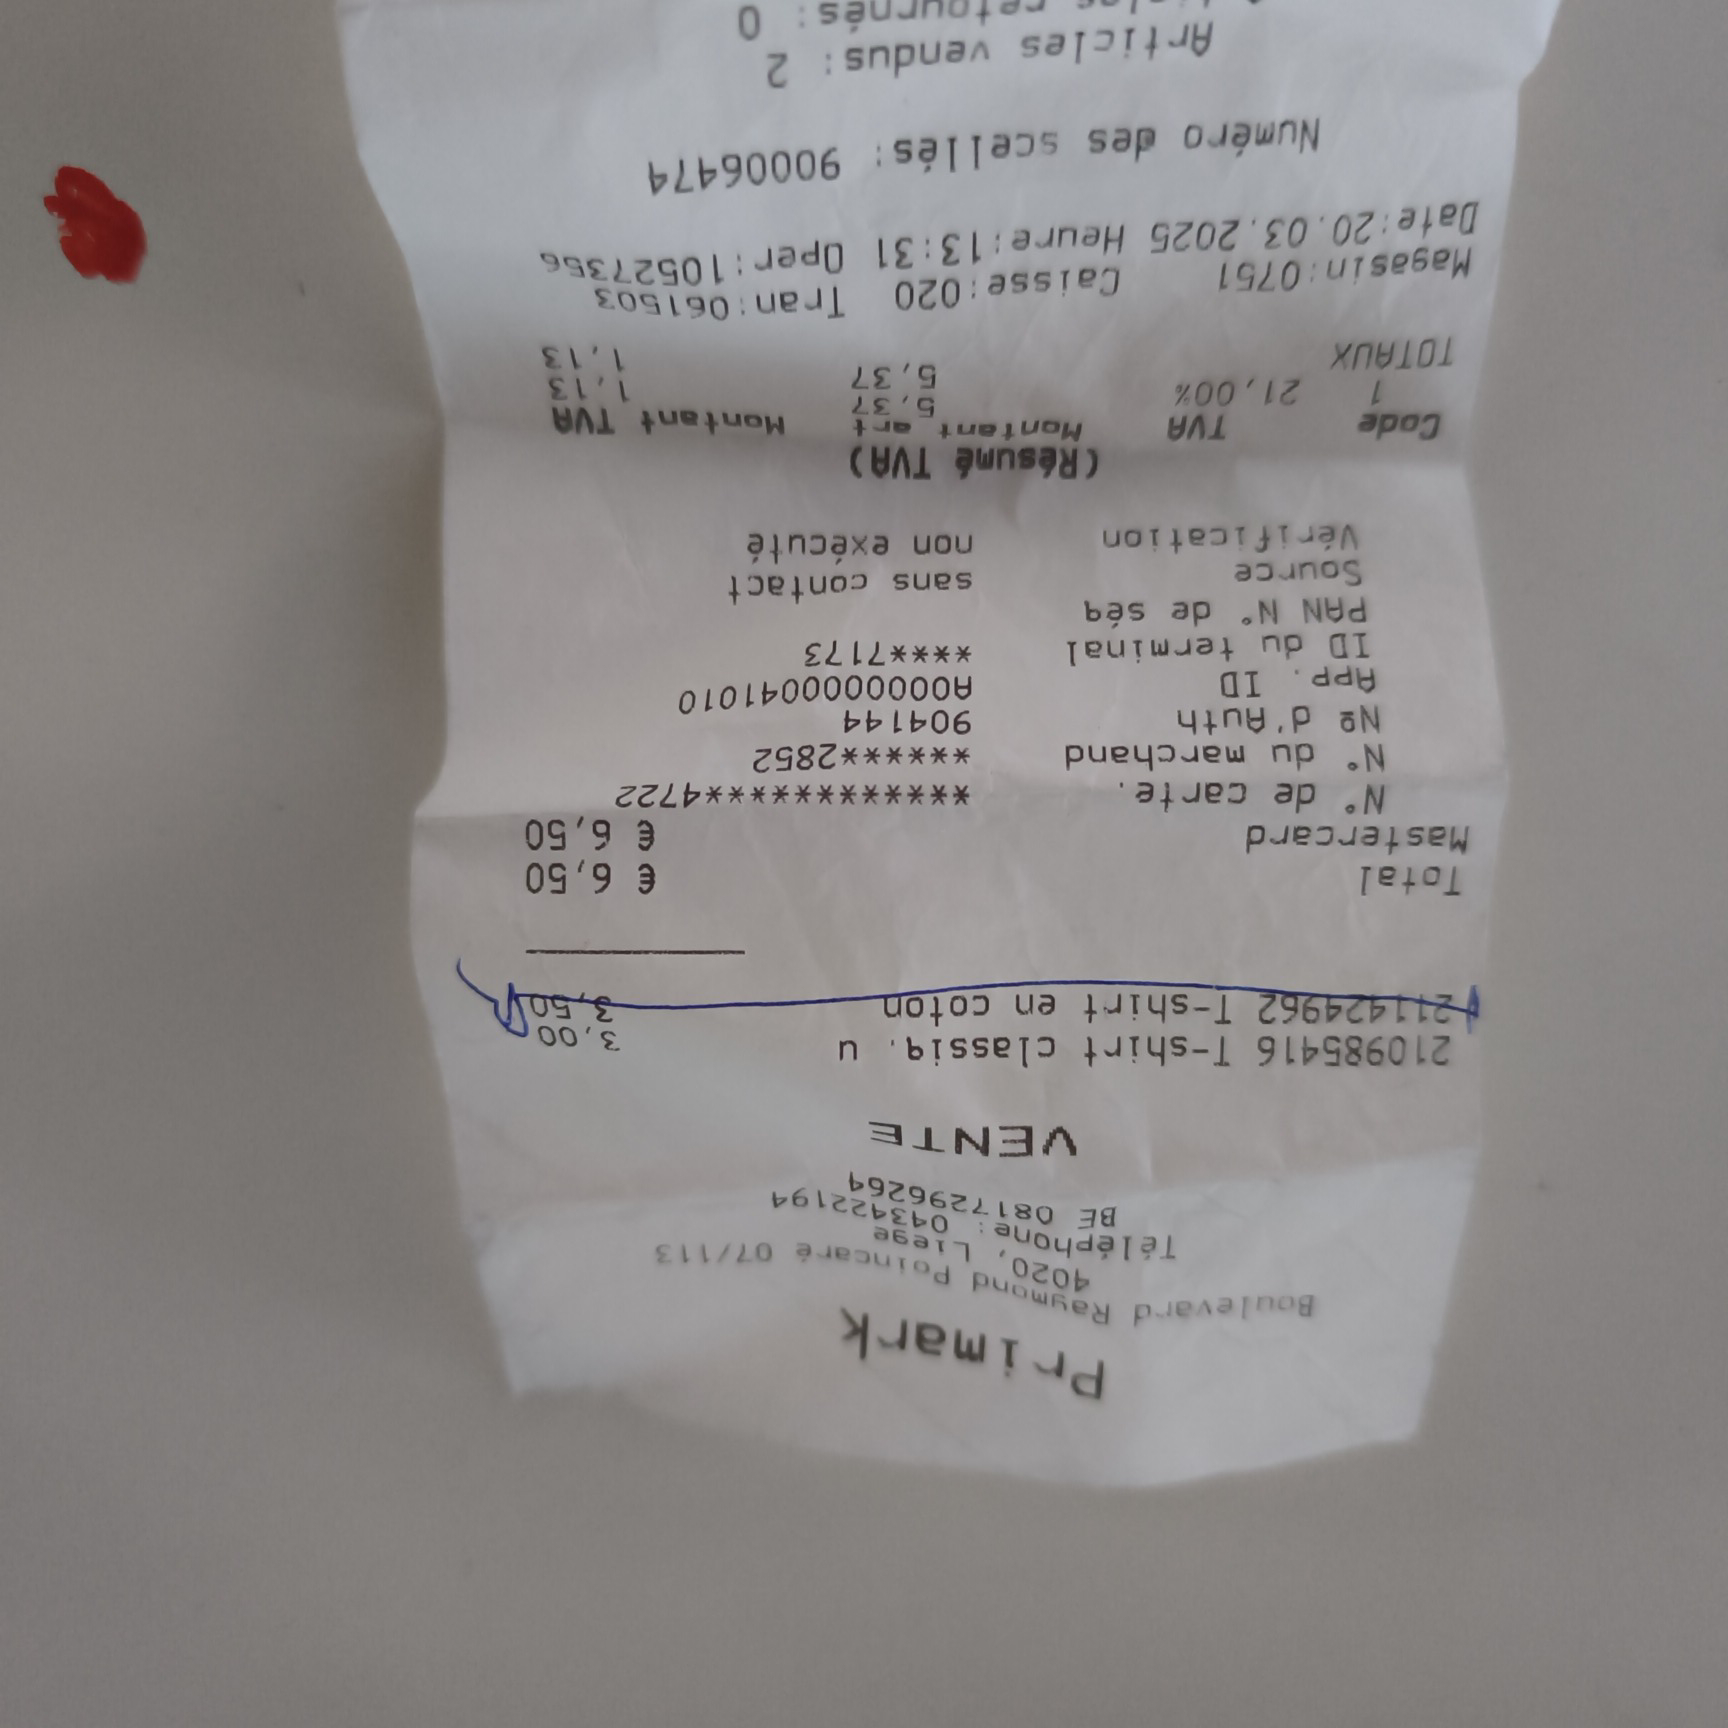 Primark
Boulevard Raymond Poincaré 07/113
4020, Liege
Téléphone: 043422194
BE 0817296264
VENTE
210985416 T-shirt classiq. u 3,00
211424962 T-shirt en coton 3,50
Total € 6,50
Mastercard € 6,50
N° de carte. ************4722
N° du marchand ******2852
Nº d'Auth 904144
App. ID A0000000041010
ID du terminal ****7173
PAN N° de séq
Source sans contact
Vérification non exécuté
(Résumé TVA)
Code TVA Montant art Montant TVA
1 21,00% 5,37 1,13
TOTAUX 5,37 1,13
Magasin:0751 Caisse:020 Tran:061503
Date:20.03.2025 Heure:13:31 Oper:10527356
Numéro des scellés: 90006474
Articles vendus: 2
retournés: 0